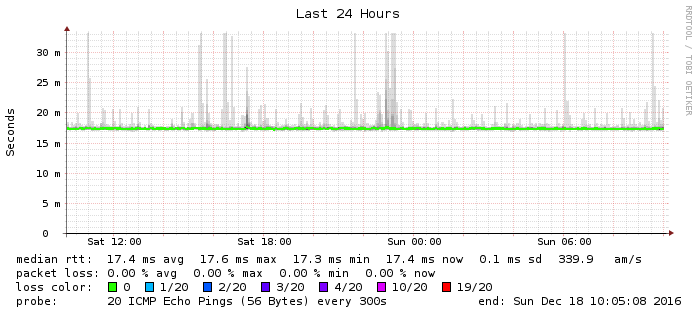 Last 24 Hours
RRDTOOL / TOBI OETIKER
Seconds
30 m
25 m
20 m
15 m
10 m
5 m
0
Sat 12:00 Sat 18:00 Sun 00:00 Sun 06:00
median rtt: 17.4 ms avg 17.6 ms max 17.3 ms min 17.4 ms now 0.1 ms sd 339.9 am/s
packet loss: 0.00 % avg 0.00 % max 0.00 % min 0.00 % now
loss color: 0 1/20 2/20 3/20 4/20 10/20 19/20
probe: 20 ICMP Echo Pings (56 Bytes) every 300s end: Sun Dec 18 10:05:08 2016